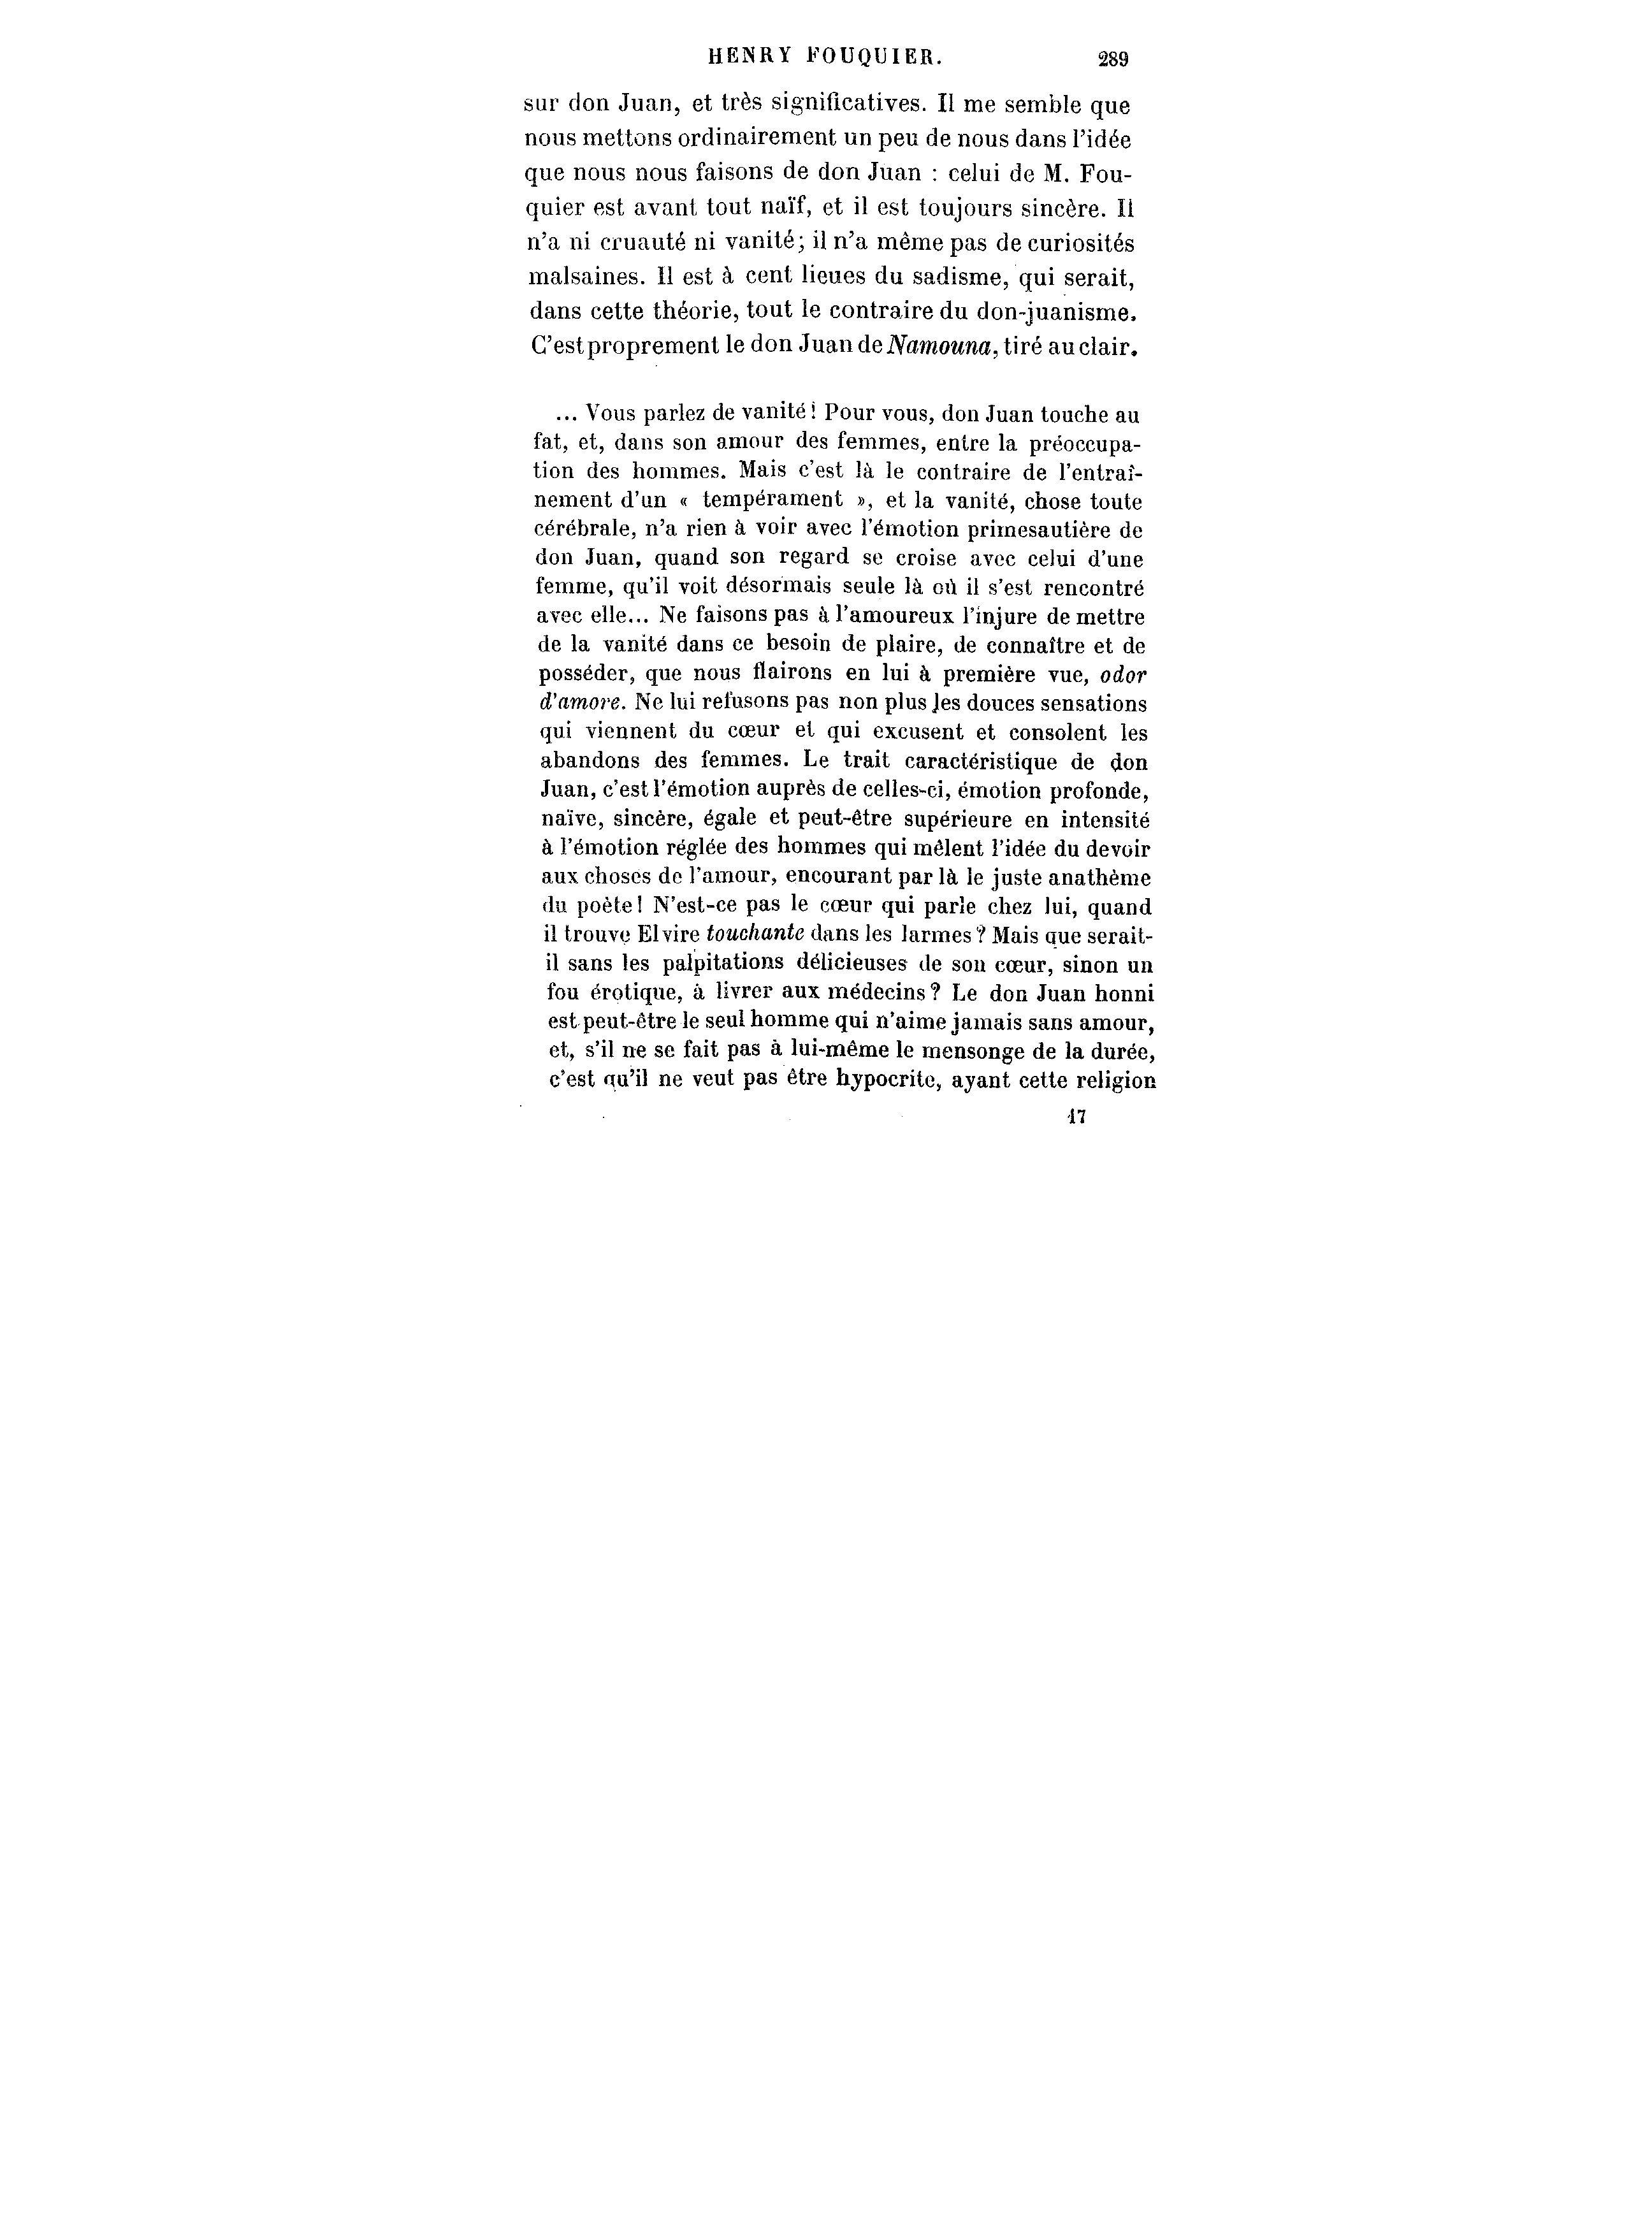 HENRY FOUQUIER. 289
sur don Juan, et très significatives. Il me semble que
nous mettons ordinairement un peu de nous dans l'idée
que nous nous faisons de don Juan : celui de M. Fou-
quier est avant tout naïf, et il est toujours sincère. Il
n'a ni cruauté ni vanité; il n'a même pas de curiosités
malsaines. Il est à cent lieues du sadisme, qui serait,
dans cette théorie, tout le contraire du don-juanisme.
C'est proprement le don Juan de Namouna, tiré au clair.
... Vous parlez de vanité! Pour vous, don Juan touche au
fat, et, dans son amour des femmes, entre la préoccupa-
tion des hommes. Mais c'est là le contraire de l'entraî-
nement d'un « tempérament », et la vanité, chose toute
cérébrale, n'a rien à voir avec l'émotion primesautière de
don Juan, quand son regard se croise avec celui d'une
femme, qu'il voit désormais seule là où il s'est rencontré
avec elle... Ne faisons pas à l'amoureux l'injure de mettre
de la vanité dans ce besoin de plaire, de connaître et de
posséder, que nous flairons en lui à première vue, odor
d'amore. Ne lui refusons pas non plus les douces sensations
qui viennent du cœur et qui excusent et consolent les
abandons des femmes. Le trait caractéristique de don
Juan, c'est l'émotion auprès de celles-ci, émotion profonde,
naïve, sincère, égale et peut-être supérieure en intensité
à l'émotion réglée des hommes qui mêlent l'idée du devoir
aux choses de l'amour, encourant par là le juste anathème
du poète! N'est-ce pas le cœur qui parle chez lui, quand
il trouve Elvire touchante dans les larmes? Mais que serait-
il sans les palpitations délicieuses de son cœur, sinon un
fou érotique, à livrer aux médecins? Le don Juan honni
est peut-être le seul homme qui n'aime jamais sans amour,
et, s'il ne se fait pas à lui-même le mensonge de la durée,
c'est qu'il ne veut pas être hypocrite, ayant cette religion
17